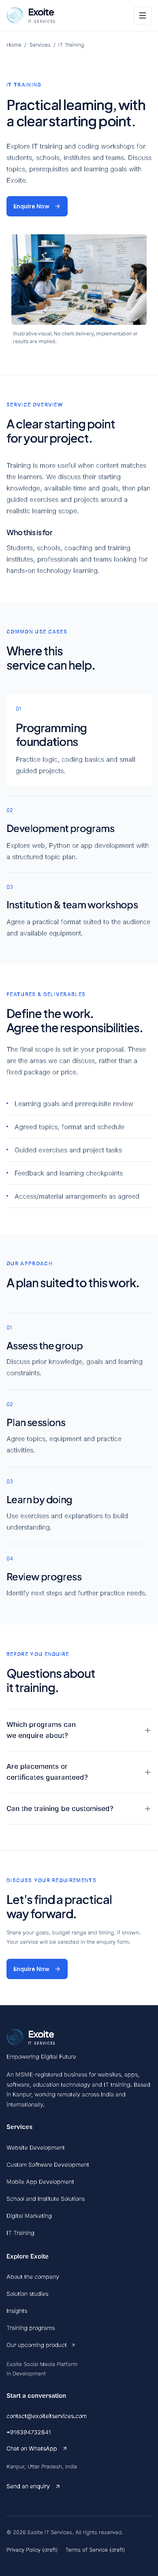 Exoite
IT SERVICES
Home / Services / IT Training
IT TRAINING
Practical learning, with
a clear starting point.
Explore IT training and coding workshops for
students, schools, institutes and teams. Discuss
topics, prerequisites and learning goals with
Exoite.
Enquire Now →
Illustrative visual. No client delivery, implementation or
results are implied.
SERVICE OVERVIEW
A clear starting point
for your project.
Training is more useful when content matches
the learners. We discuss their starting
knowledge, available time and goals, then plan
guided exercises and projects around a
realistic learning scope.
Who this is for
Students, schools, coaching and training
institutes, professionals and teams looking for
hands-on technology learning.
COMMON USE CASES
Where this
service can help.
01
Programming
foundations
Practice logic, coding basics and small
guided projects.
02
Development programs
Explore web, Python or app development with
a structured topic plan.
03
Institution & team workshops
Agree a practical format suited to the audience
and available equipment.
FEATURES & DELIVERABLES
Define the work.
Agree the responsibilities.
The final scope is set in your proposal. These
are the areas we can discuss, rather than a
fixed package or price.
• Learning goals and prerequisite review
• Agreed topics, format and schedule
• Guided exercises and project tasks
• Feedback and learning checkpoints
• Access/material arrangements as agreed
OUR APPROACH
A plan suited to this work.
01
Assess the group
Discuss prior knowledge, goals and learning
constraints.
02
Plan sessions
Agree topics, equipment and practice
activities.
03
Learn by doing
Use exercises and explanations to build
understanding.
04
Review progress
Identify next steps and further practice needs.
BEFORE YOU ENQUIRE
Questions about
it training.
Which programs can
we enquire about? +
Are placements or
certificates guaranteed? +
Can the training be customised? +
DISCUSS YOUR REQUIREMENTS
Let's find a practical
way forward.
Share your goals, budget range and timing, if known.
Your service will be selected in the enquiry form.
Enquire Now →
Exoite
IT SERVICES
Empowering Digital Future
An MSME-registered business for websites, apps,
software, education technology and IT training. Based
in Kanpur, working remotely across India and
internationally.
Services
Website Development
Custom Software Development
Mobile App Development
School and Institute Solutions
Digital Marketing
IT Training
Explore Exoite
About the company
Solution studies
Insights
Training programs
Our upcoming product ↗
Exoite Social Media Platform
In Development
Start a conversation
contact@exoiteitservices.com
+916394732841
Chat on WhatsApp ↗
Kanpur, Uttar Pradesh, India
Send an enquiry ↗
© 2026 Exoite IT Services. All rights reserved.
Privacy Policy (draft) Terms of Service (draft)